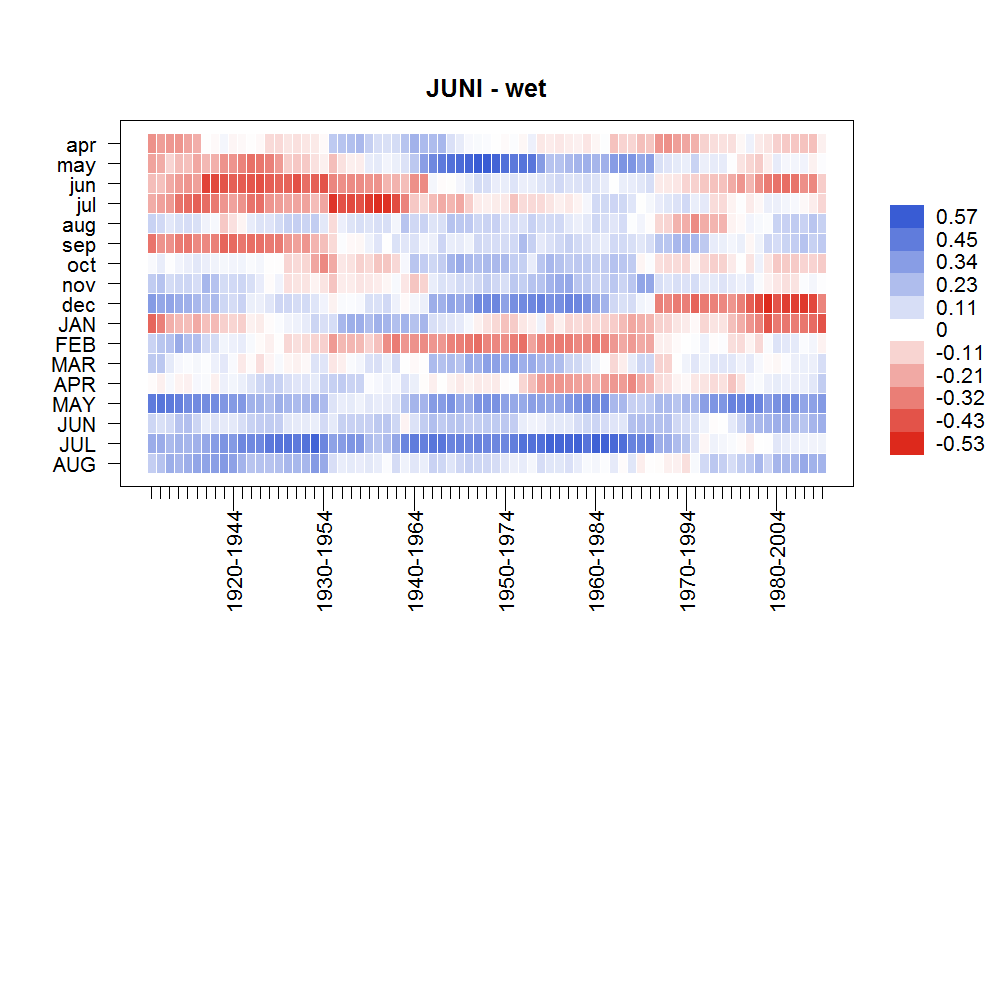 JUNI - wet
apr
may
jun
jul
aug
sep
oct
nov
dec
JAN
FEB
MAR
APR
MAY
JUN
JUL
AUG
0.57
0.45
0.34
0.23
0.11
0
-0.11
-0.21
-0.32
-0.43
-0.53
1920-1944
1930-1954
1940-1964
1950-1974
1960-1984
1970-1994
1980-2004